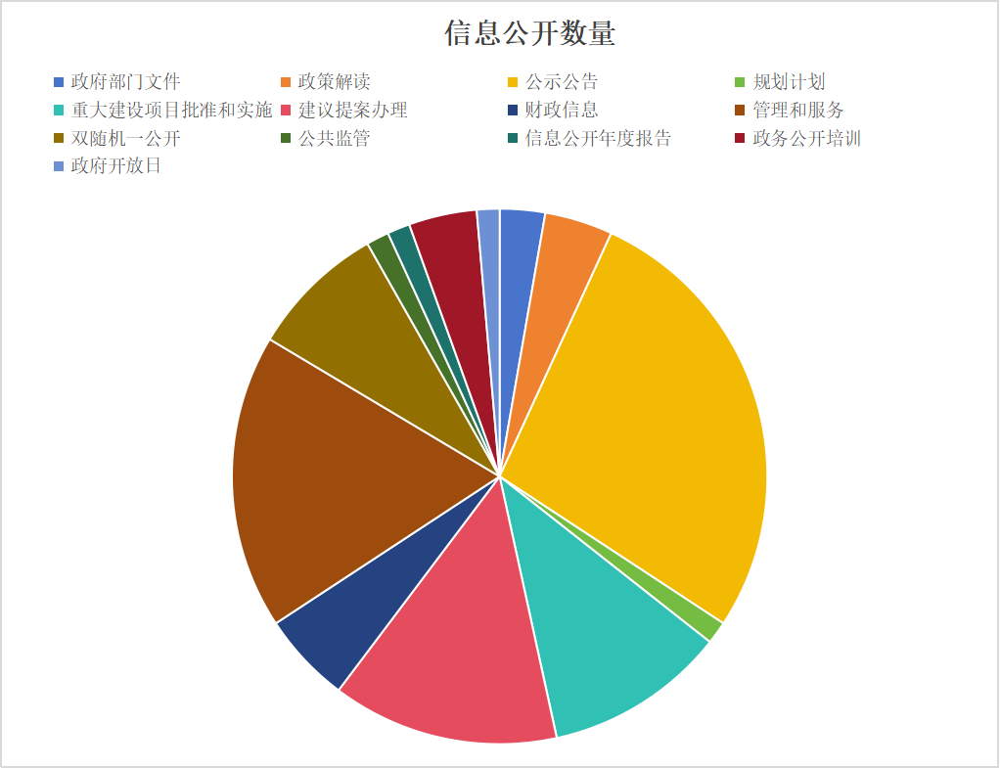 信息公开数量
政府部门文件 政策解读 公示公告 规划计划
重大建设项目批准和实施 建议提案办理 财政信息 管理和服务
双随机一公开 公共监管 信息公开年度报告 政务公开培训
政府开放日